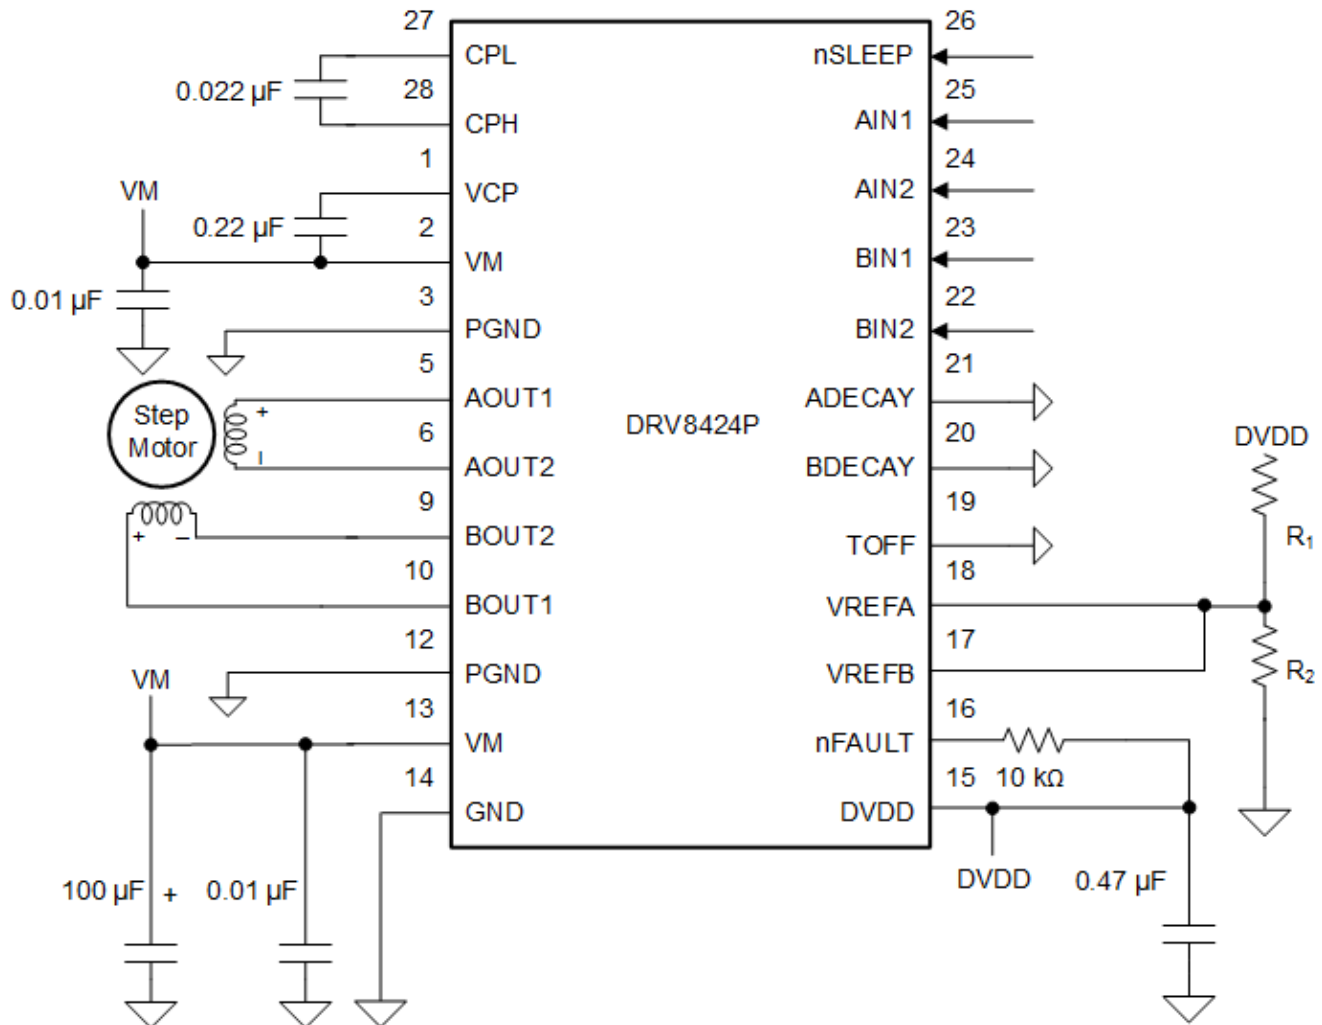 27
CPL
0.022 µF
28
CPH
1
VM
VCP
0.22 µF
2
VM
0.01 µF
3
PGND
5
Step
Motor
+
–
AOUT1
6
AOUT2
9
+ –
BOUT2
10
BOUT1
12
VM
PGND
13
VM
14
GND
100 µF +
0.01 µF
DRV8424P
26
nSLEEP
25
AIN1
24
AIN2
23
BIN1
22
BIN2
21
ADECAY
20
BDECAY
19
TOFF
18
VREFA
17
VREFB
16
nFAULT
10 kΩ
15
DVDD
DVDD
0.47 µF
DVDD
R1
R2